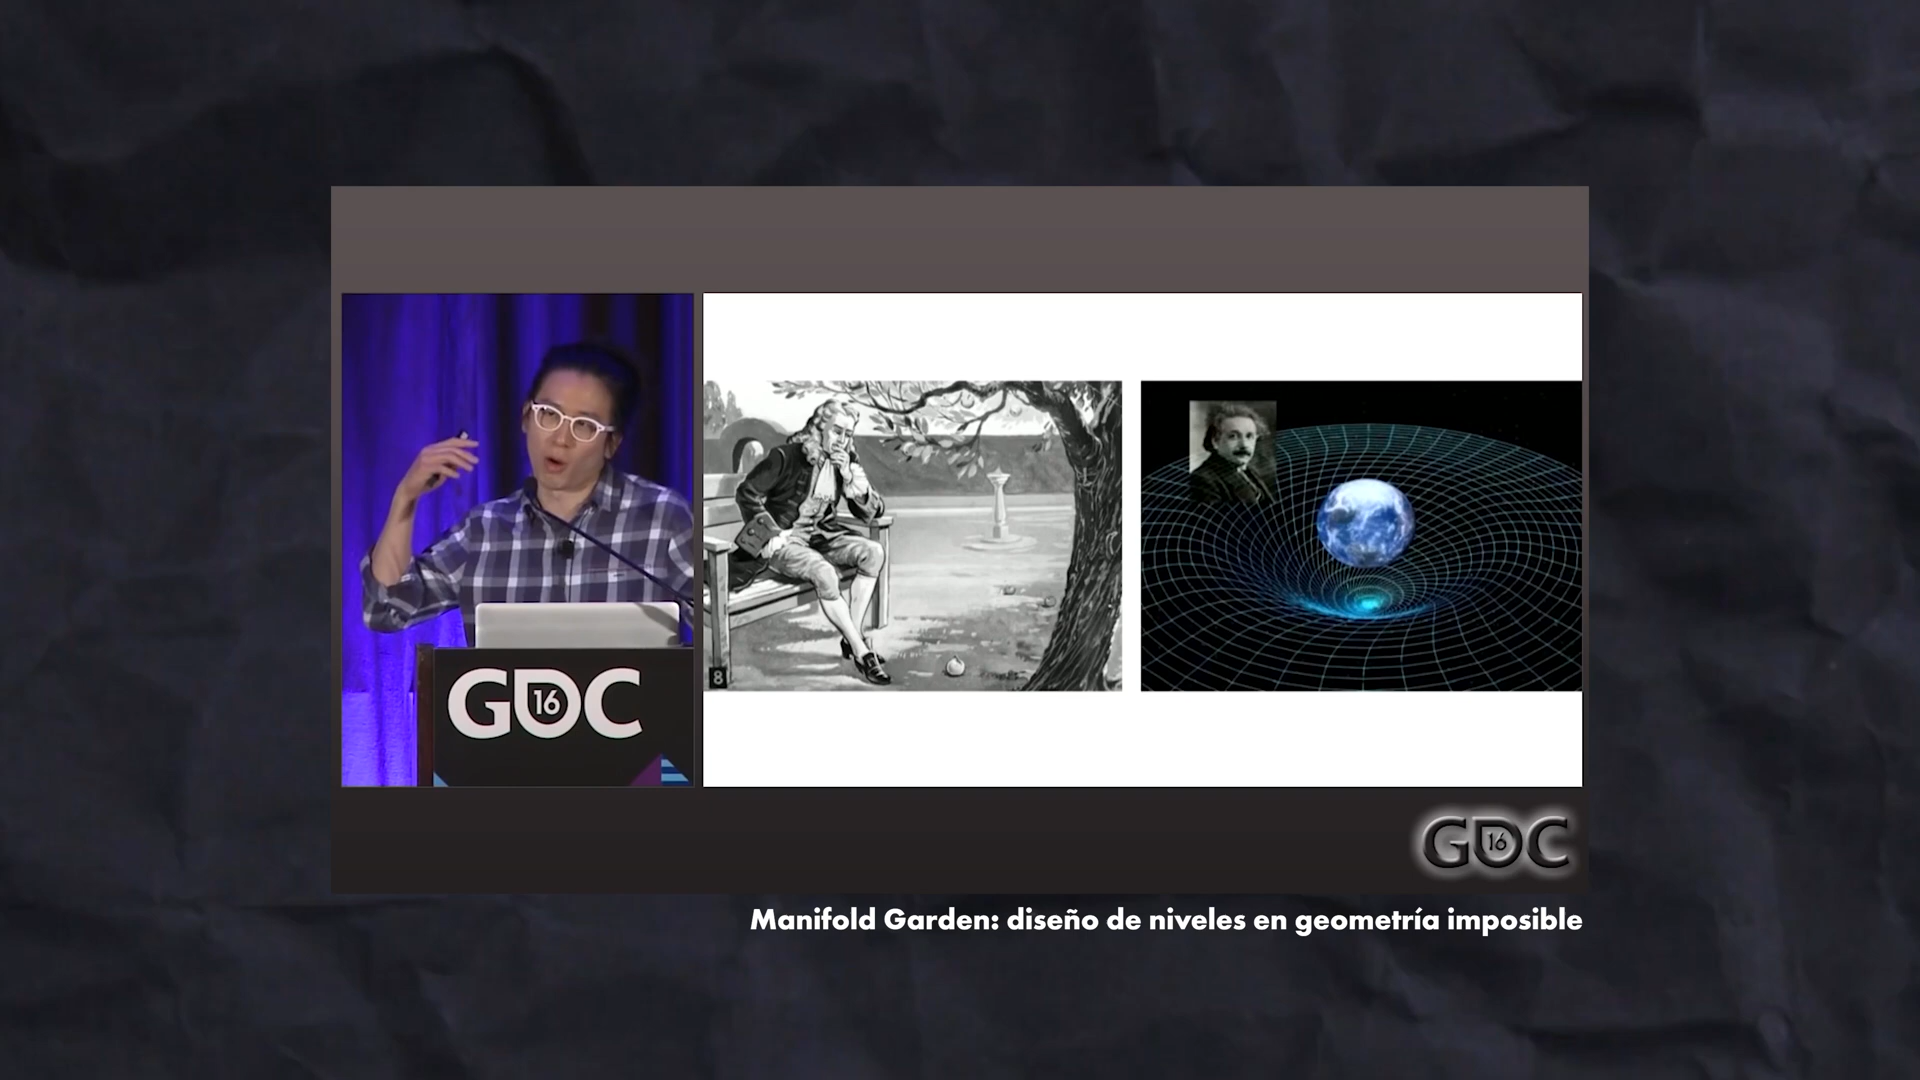 GDC
16
8
GDC
16
Manifold Garden: diseño de niveles en geometría imposible